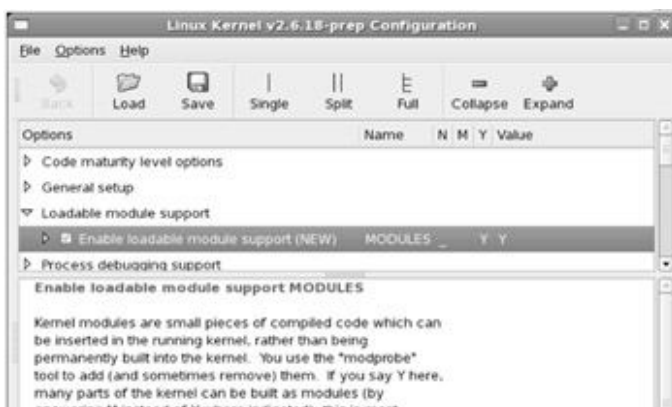 Linux Kernel v2.6.18-prep Configuration
File Options Help
Back Load Save Single Split Full Collapse Expand
Options Name N M Y Value
Code maturity level options
General setup
Loadable module support
Enable loadable module support (NEW) MODULES _ Y Y
Process debugging support
Enable loadable module support MODULES
Kernel modules are small pieces of compiled code which can
be inserted in the running kernel, rather than being
permanently built into the kernel. You use the "modprobe"
tool to add (and sometimes remove) them. If you say Y here,
many parts of the kernel can be built as modules (by